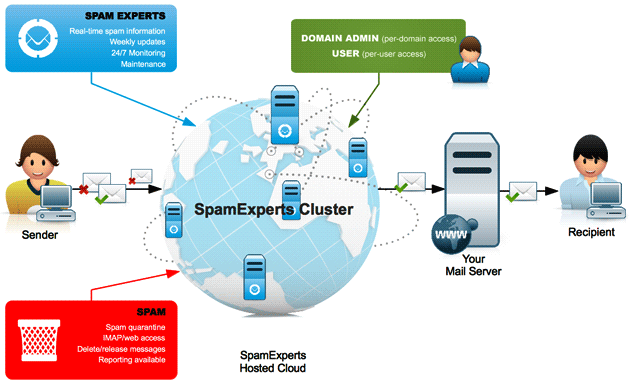 SPAM EXPERTS
Real-time spam information
Weekly updates
24/7 Monitoring
Maintenance
DOMAIN ADMIN (per-domain access)
USER (per-user access)
SpamExperts Cluster
Sender
WWW
Your
Mail Server
Recipient
SPAM
Spam quarantine
IMAP/web access
Delete/release messages
Reporting available
SpamExperts
Hosted Cloud